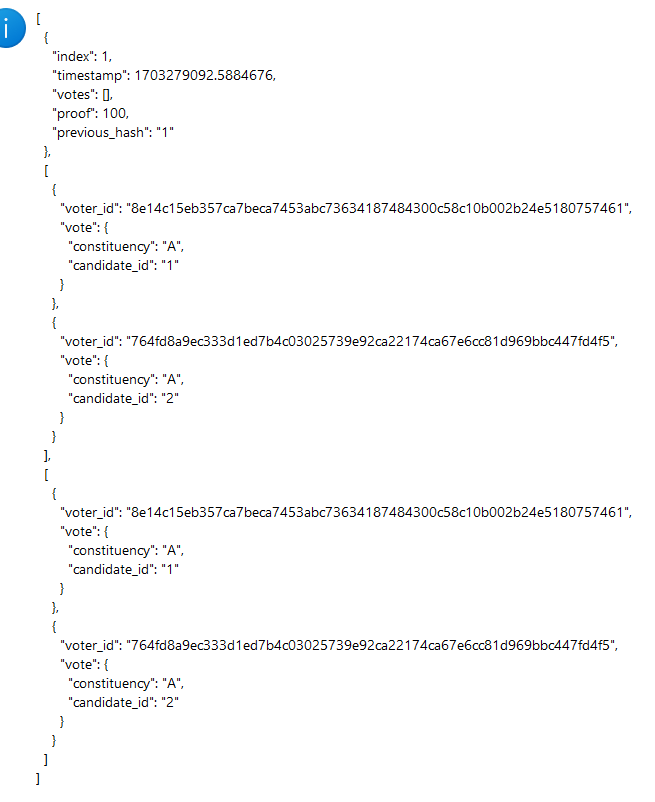 i
[
{
"index": 1,
"timestamp": 1703279092.5884676,
"votes": [],
"proof": 100,
"previous_hash": "1"
},
[
{
"voter_id": "8e14c15eb357ca7beca7453abc73634187484300c58c10b002b24e5180757461",
"vote": {
"constituency": "A",
"candidate_id": "1"
}
},
{
"voter_id": "764fd8a9ec333d1ed7b4c03025739e92ca22174ca67e6cc81d969bbc447fd4f5",
"vote": {
"constituency": "A",
"candidate_id": "2"
}
}
],
[
{
"voter_id": "8e14c15eb357ca7beca7453abc73634187484300c58c10b002b24e5180757461",
"vote": {
"constituency": "A",
"candidate_id": "1"
}
},
{
"voter_id": "764fd8a9ec333d1ed7b4c03025739e92ca22174ca67e6cc81d969bbc447fd4f5",
"vote": {
"constituency": "A",
"candidate_id": "2"
}
}
]
]